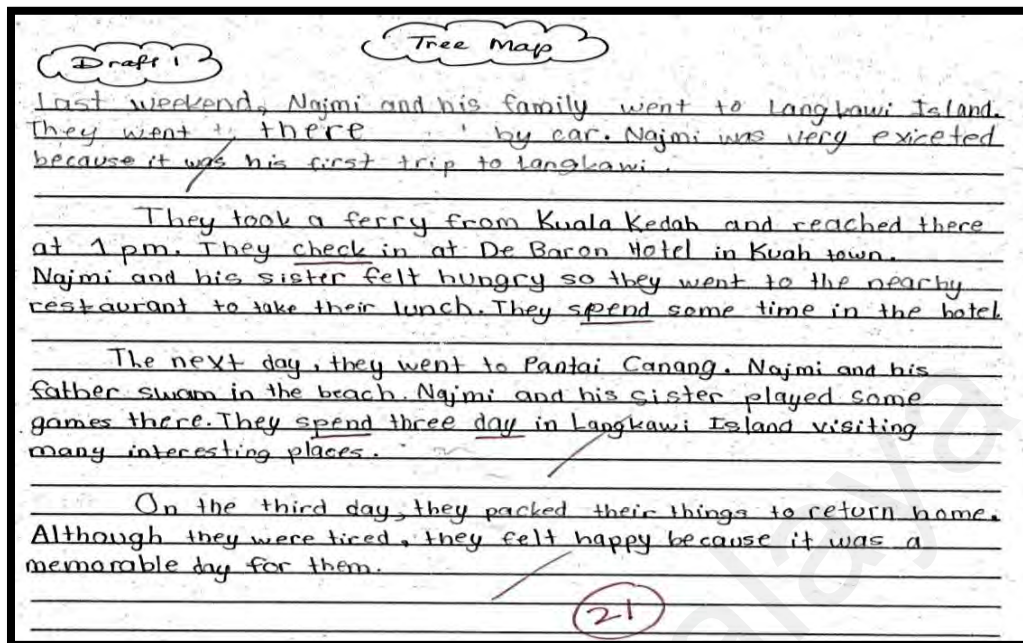 Tree Map
Draft 1
Last weekend, Najmi and his family went to Langkawi Island.
They went to there by car. Najmi was very exiceted
because it was his first trip to Langkawi.
They took a ferry from Kuala Kedah and reached there
at 1 pm. They check in at De Baron Hotel in Kuah town.
Najmi and his sister felt hungry so they went to the nearby
restaurant to take their lunch. They spend some time in the hotel.
The next day, they went to Pantai Canang. Najmi and his
father swam in the beach. Najmi and his sister played some
games there. They spend three day in Langkawi Island visiting
many interesting places.
On the third day, they packed their things to return home.
Although they were tired, they felt happy because it was a
memorable day for them.
21
alaya